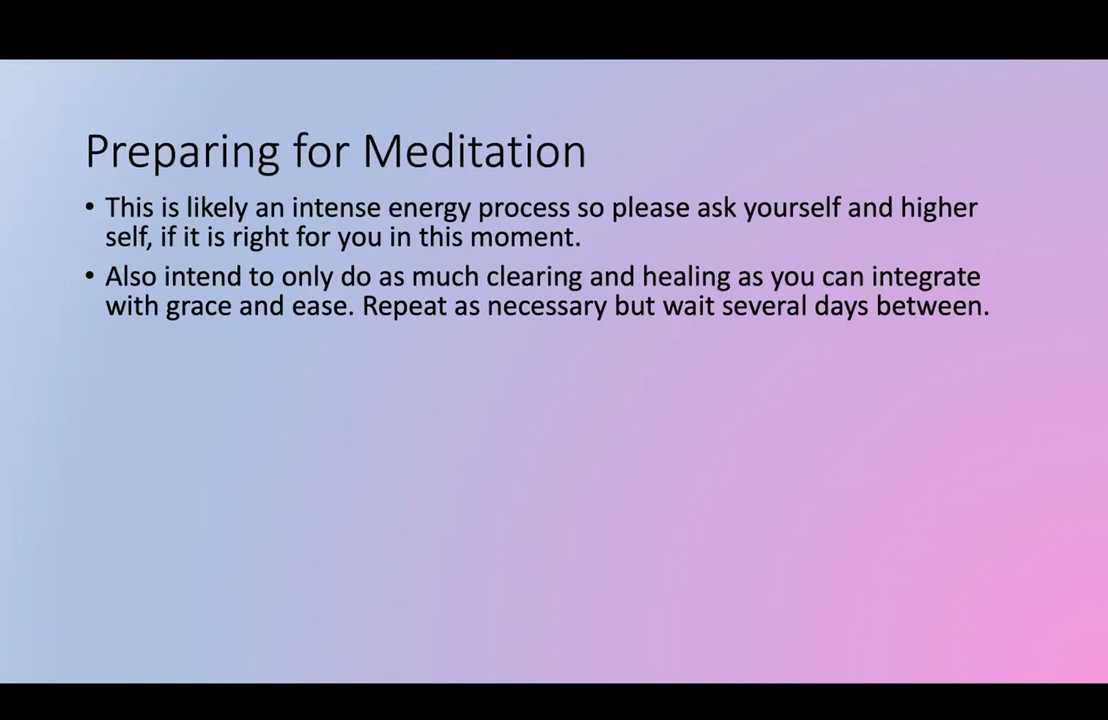 Preparing for Meditation
• This is likely an intense energy process so please ask yourself and higher
self, if it is right for you in this moment.
• Also intend to only do as much clearing and healing as you can integrate
with grace and ease. Repeat as necessary but wait several days between.